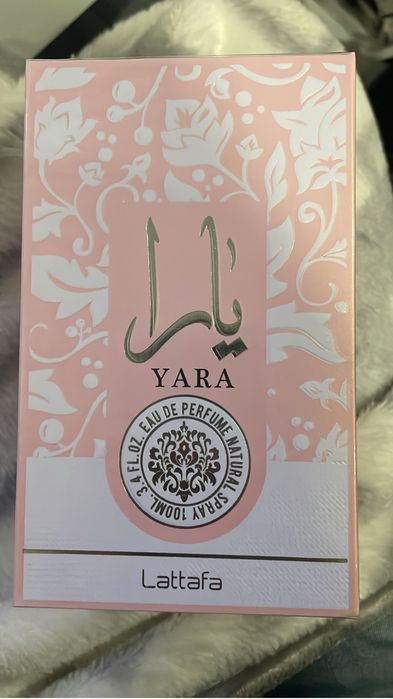 يارا
YARA
EAU DE PERFUME NATURAL SPRAY 100ML. 3.4 FL.OZ.
Lattafa